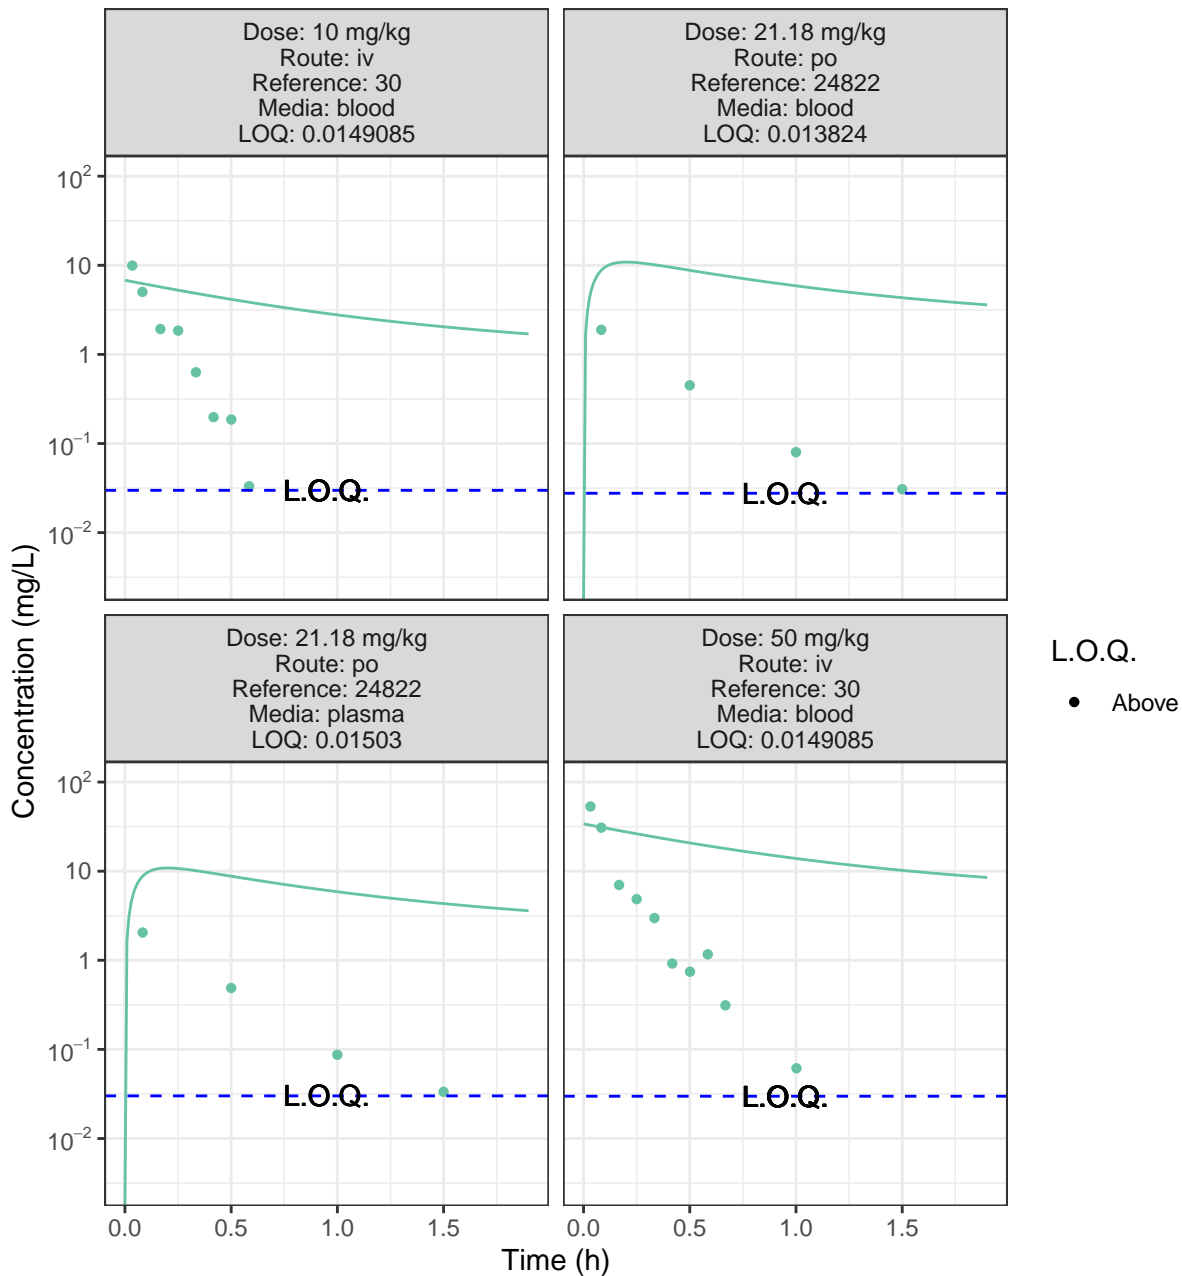 Dose: 10 mg/kg
Route: iv
Reference: 30
Media: blood
LOQ: 0.0149085
Dose: 21.18 mg/kg
Route: po
Reference: 24822
Media: blood
LOQ: 0.013824
10²
10
1
10⁻¹
10⁻²
L.O.Q.
L.O.Q.
Dose: 21.18 mg/kg
Route: po
Reference: 24822
Media: plasma
LOQ: 0.01503
Dose: 50 mg/kg
Route: iv
Reference: 30
Media: blood
LOQ: 0.0149085
10²
10
1
10⁻¹
10⁻²
L.O.Q.
L.O.Q.
0.0 0.5 1.0 1.5
0.0 0.5 1.0 1.5
Time (h)
Concentration (mg/L)
L.O.Q.
Above